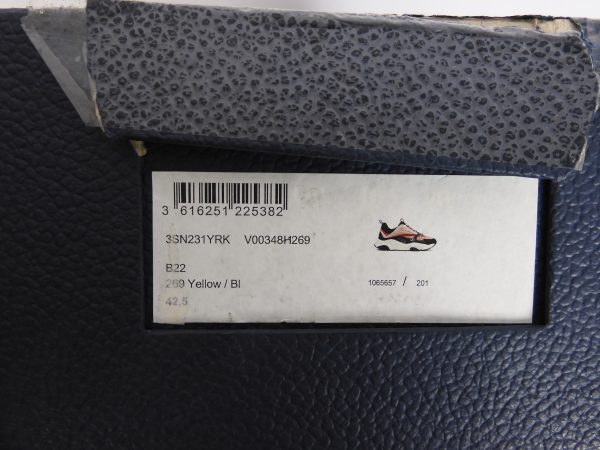 3 616251 225382
3SN231YRK V00348H269
B22
269 Yellow / Bl
42.5
1065657 / 201